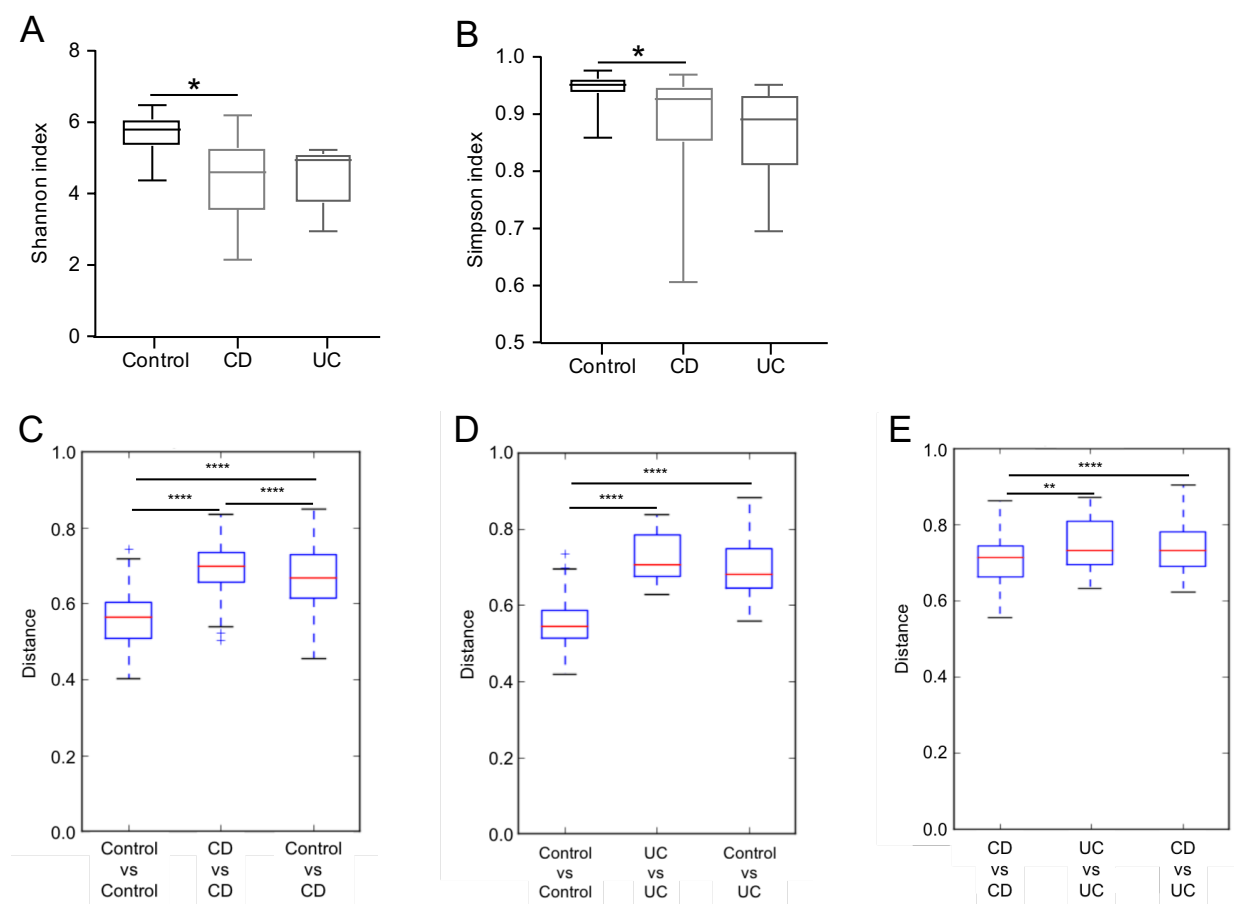 A
Shannon index
8
6
4
2
0
*
Control CD UC
B
Simpson index
1.0
0.9
0.8
0.7
0.6
0.5
*
Control CD UC
C
Distance
1.0
0.8
0.6
0.4
0.2
0.0
****
**** ****
Control CD Control
vs vs vs
Control CD CD
D
Distance
1.0
0.8
0.6
0.4
0.2
0.0
****
****
Control UC Control
vs vs vs
Control UC UC
E
Distance
1.0
0.8
0.6
0.4
0.2
0.0
****
**
CD UC CD
vs vs vs
CD UC UC